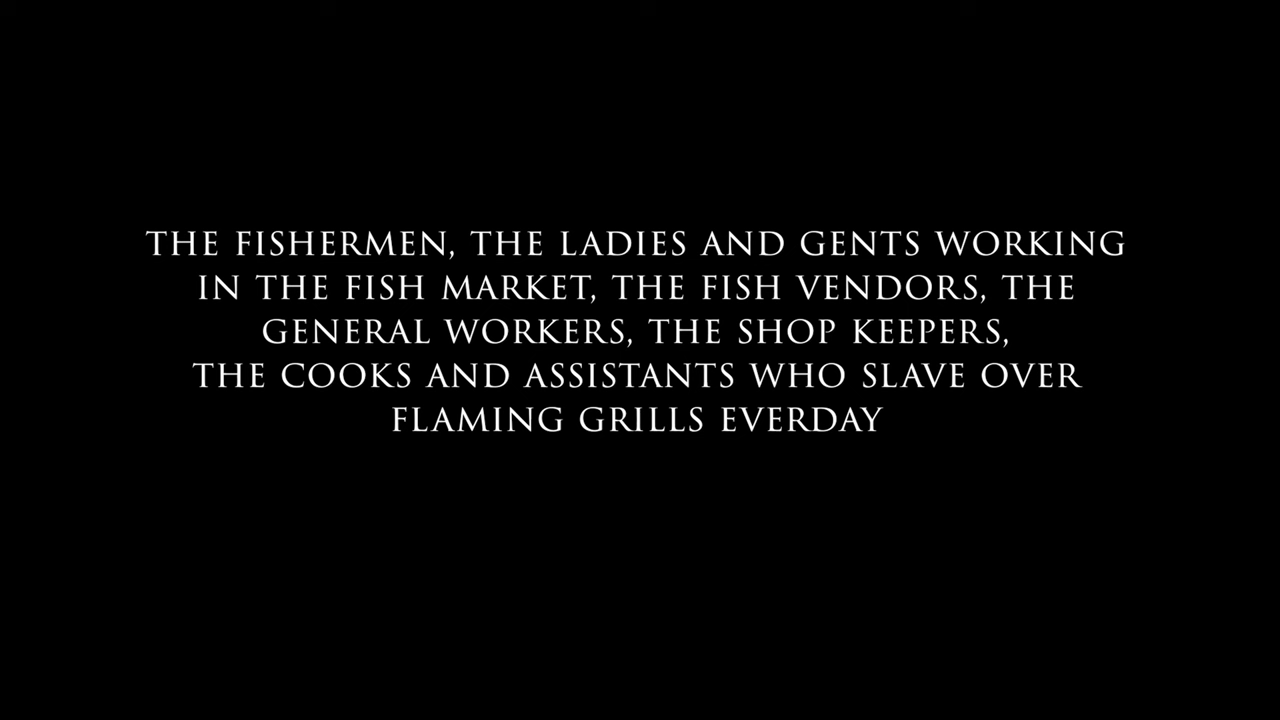 THE FISHERMEN, THE LADIES AND GENTS WORKING
IN THE FISH MARKET, THE FISH VENDORS, THE
GENERAL WORKERS, THE SHOP KEEPERS,
THE COOKS AND ASSISTANTS WHO SLAVE OVER
FLAMING GRILLS EVERDAY